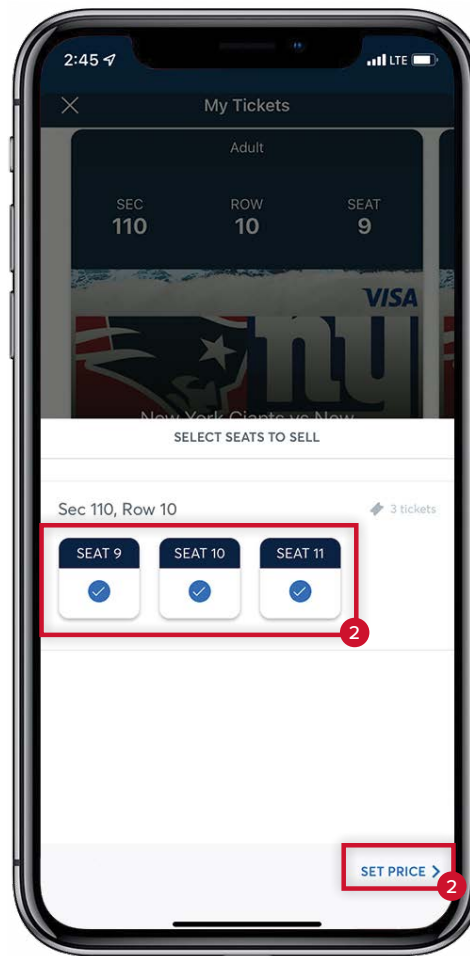 2:45 LTE
My Tickets
Adult
SEC ROW SEAT
110 10 9
VISA
ny
New York Giants vs New
SELECT SEATS TO SELL
Sec 110, Row 10 3 tickets
SEAT 9 SEAT 10 SEAT 11
2
SET PRICE >
2